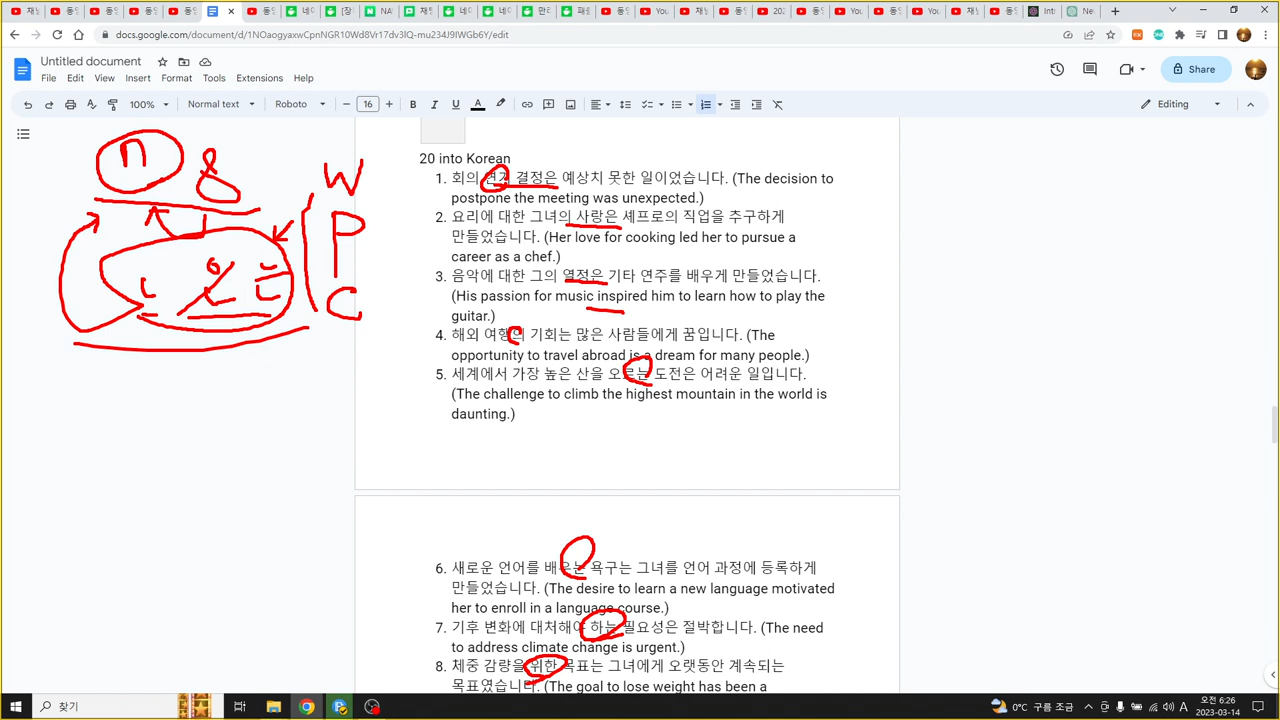 docs.google.com/document/d/1NOaogyaxwCpnNGR10Wd8Vr17dv3lQ-mu234J9IWGb6Y/edit
Untitled document
File Edit View Insert Format Tools Extensions Help
Share
100% Normal text Roboto 16 Editing
n
W
P
C
20 into Korean
1. 회의 연기 결정은 예상치 못한 일이었습니다. (The decision to
postpone the meeting was unexpected.)
2. 요리에 대한 그녀의 사랑은 셰프로의 직업을 추구하게
만들었습니다. (Her love for cooking led her to pursue a
career as a chef.)
3. 음악에 대한 그의 열정은 기타 연주를 배우게 만들었습니다.
(His passion for music inspired him to learn how to play the
guitar.)
4. 해외 여행의 기회는 많은 사람들에게 꿈입니다. (The
opportunity to travel abroad is a dream for many people.)
5. 세계에서 가장 높은 산을 오르는 도전은 어려운 일입니다.
(The challenge to climb the highest mountain in the world is
daunting.)
6. 새로운 언어를 배우는 욕구는 그녀를 언어 과정에 등록하게
만들었습니다. (The desire to learn a new language motivated
her to enroll in a language course.)
7. 기후 변화에 대처해야 하는 필요성은 절박합니다. (The need
to address climate change is urgent.)
8. 체중 감량을 위한 목표는 그녀에게 오랫동안 계속되는
목표였습니다. (The goal to lose weight has been a
찾기
0°C 구름 조금
오전 6:26
2023-03-14